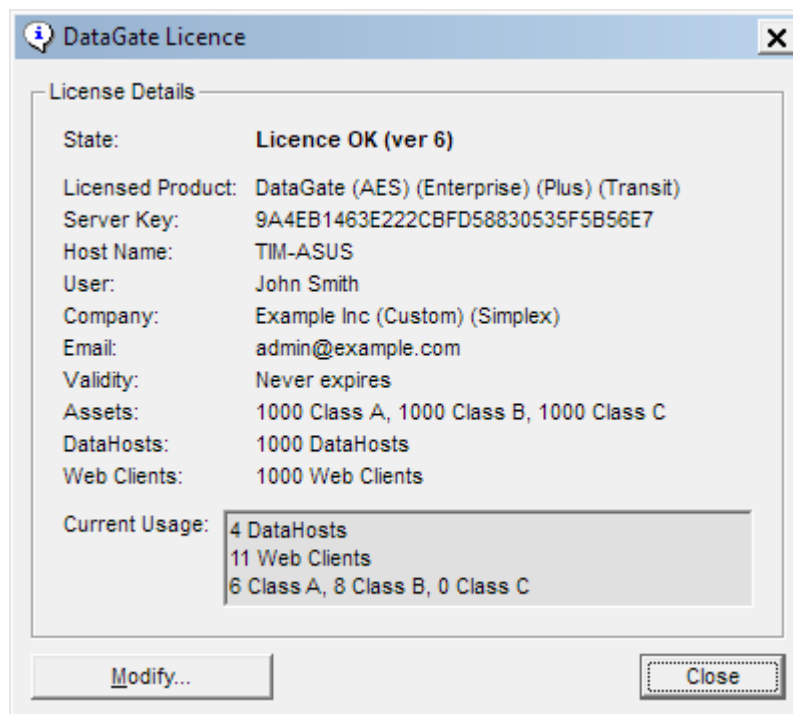 DataGate Licence
License Details
State: Licence OK (ver 6)
Licensed Product: DataGate (AES) (Enterprise) (Plus) (Transit)
Server Key: 9A4EB1463E222CBFD58830535F5B56E7
Host Name: TIM-ASUS
User: John Smith
Company: Example Inc (Custom) (Simplex)
Email: admin@example.com
Validity: Never expires
Assets: 1000 Class A, 1000 Class B, 1000 Class C
DataHosts: 1000 DataHosts
Web Clients: 1000 Web Clients
Current Usage: 4 DataHosts
11 Web Clients
6 Class A, 8 Class B, 0 Class C
Modify... Close